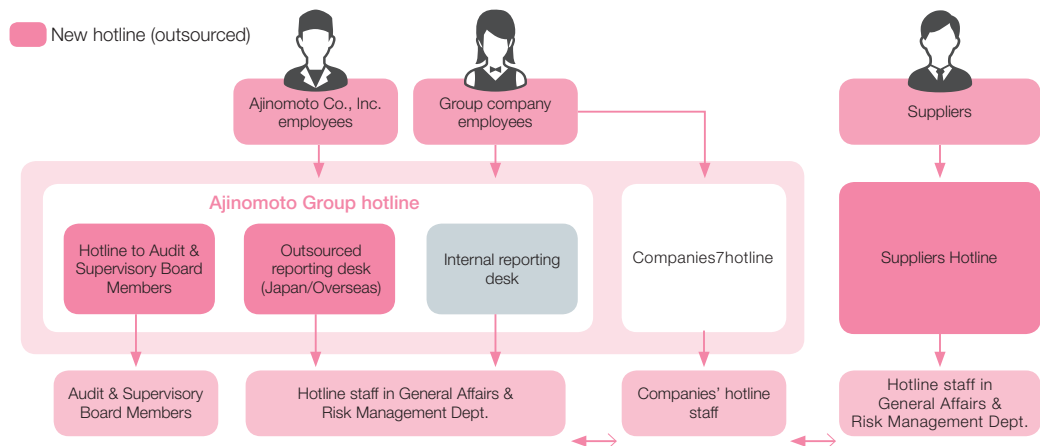 New hotline (outsourced)
Ajinomoto Co., Inc.
employees
Group company
employees
Suppliers
Ajinomoto Group hotline
Hotline to Audit &
Supervisory Board
Members
Outsourced
reporting desk
(Japan/Overseas)
Internal reporting
desk
Companies7hotline
Suppliers Hotline
Audit & Supervisory
Board Members
Hotline staff in General Affairs &
Risk Management Dept.
Companies’ hotline
staff
Hotline staff in
General Affairs &
Risk Management Dept.